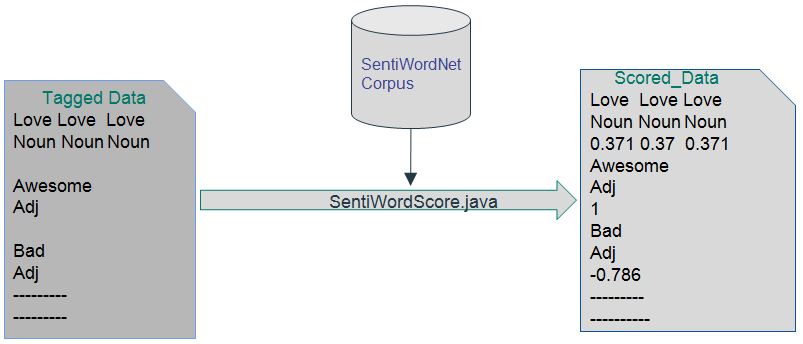 SentiWordNet
Corpus
Tagged Data
Love Love Love
Noun Noun Noun
Awesome
Adj
Bad
Adj
---------
---------
SentiWordScore.java
Scored_Data
Love Love Love
Noun Noun Noun
0.371 0.37 0.371
Awesome
Adj
1
Bad
Adj
-0.786
---------
----------